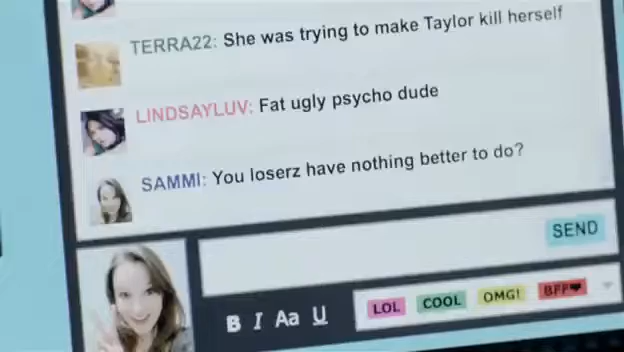 TERRA22: She was trying to make Taylor kill herself
LINDSAYLUV: Fat ugly psycho dude
SAMMI: You loserz have nothing better to do?
SEND
B I Aa U LOL COOL OMG! BFF❤